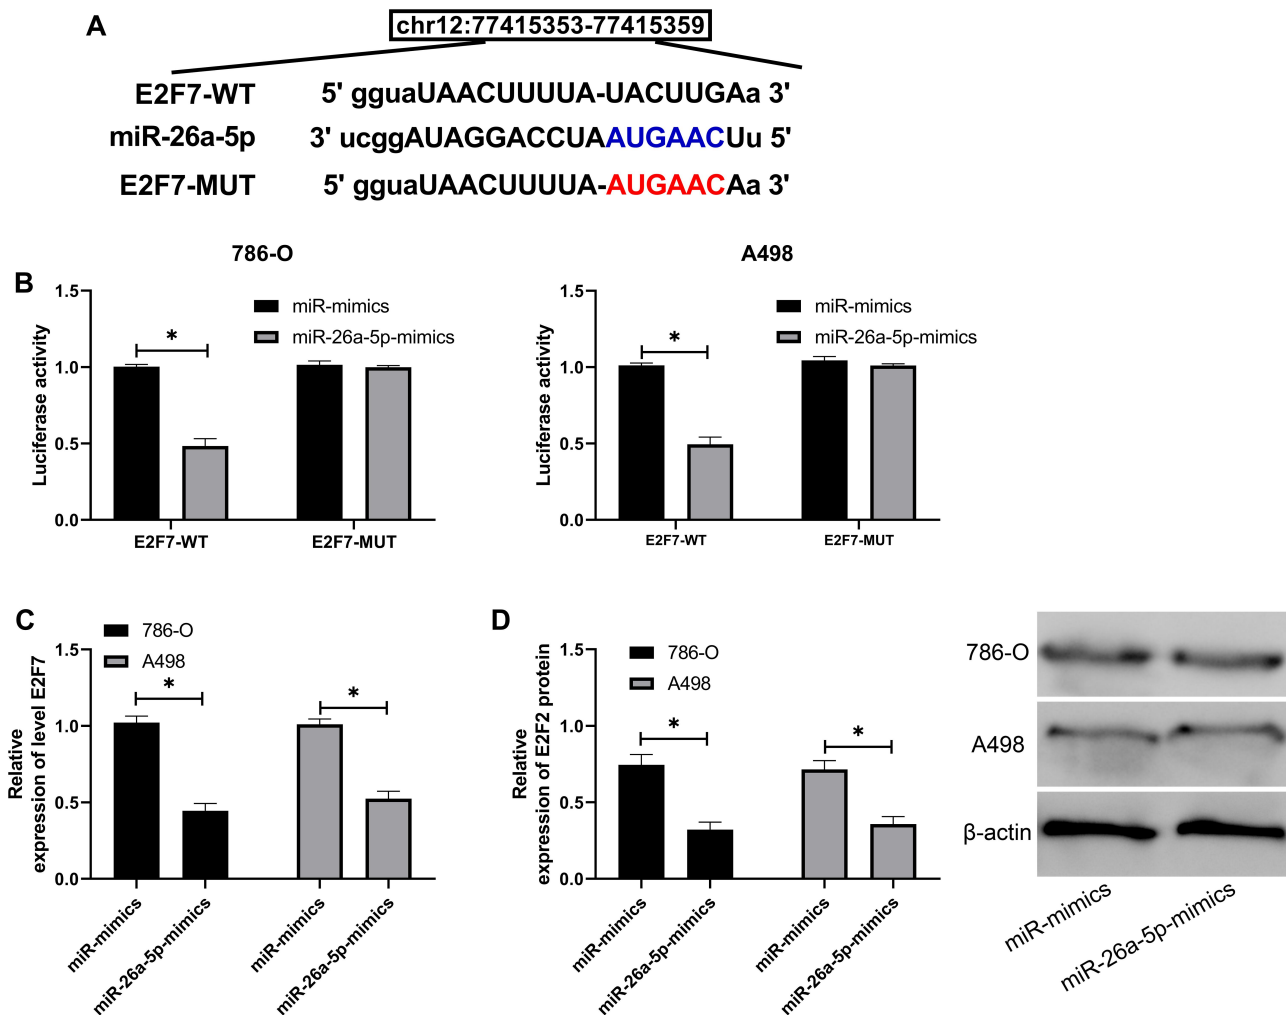 A
chr12:77415353-77415359
E2F7-WT 5' gguaUAACUUUUA-UACUUGAa 3'
miR-26a-5p 3' ucggAUAGGACCUAAUGAACUu 5'
E2F7-MUT 5' gguaUAACUUUUA-AUGAACAa 3'
B
786-O
Luciferase activity
1.5
1.0
0.5
0.0
miR-mimics
miR-26a-5p-mimics
*
E2F7-WT E2F7-MUT
A498
Luciferase activity
1.5
1.0
0.5
0.0
miR-mimics
miR-26a-5p-mimics
*
E2F7-WT E2F7-MUT
C
Relative
expression of level E2F7
1.5
1.0
0.5
0.0
786-O
A498
* *
miR-mimics
miR-26a-5p-mimics
miR-mimics
miR-26a-5p-mimics
D
Relative
expression of E2F2 protein
1.5
1.0
0.5
0.0
786-O
A498
* *
miR-mimics
miR-26a-5p-mimics
miR-mimics
miR-26a-5p-mimics
786-O
A498
β-actin
miR-mimics
miR-26a-5p-mimics